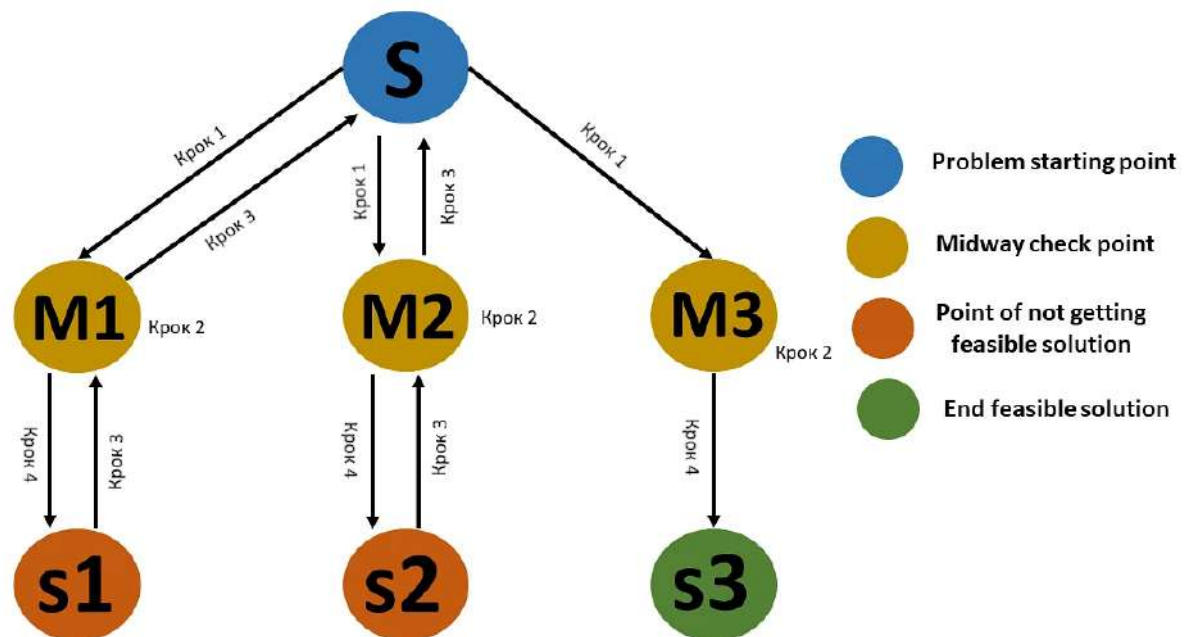 S
Крок 1
Крок 3
Крок 1
Крок 3
Крок 1
M1
Крок 2
M2
Крок 2
M3
Крок 2
Крок 4
Крок 3
Крок 4
Крок 3
Крок 4
s1
s2
s3
Problem starting point
Midway check point
Point of not getting
feasible solution
End feasible solution